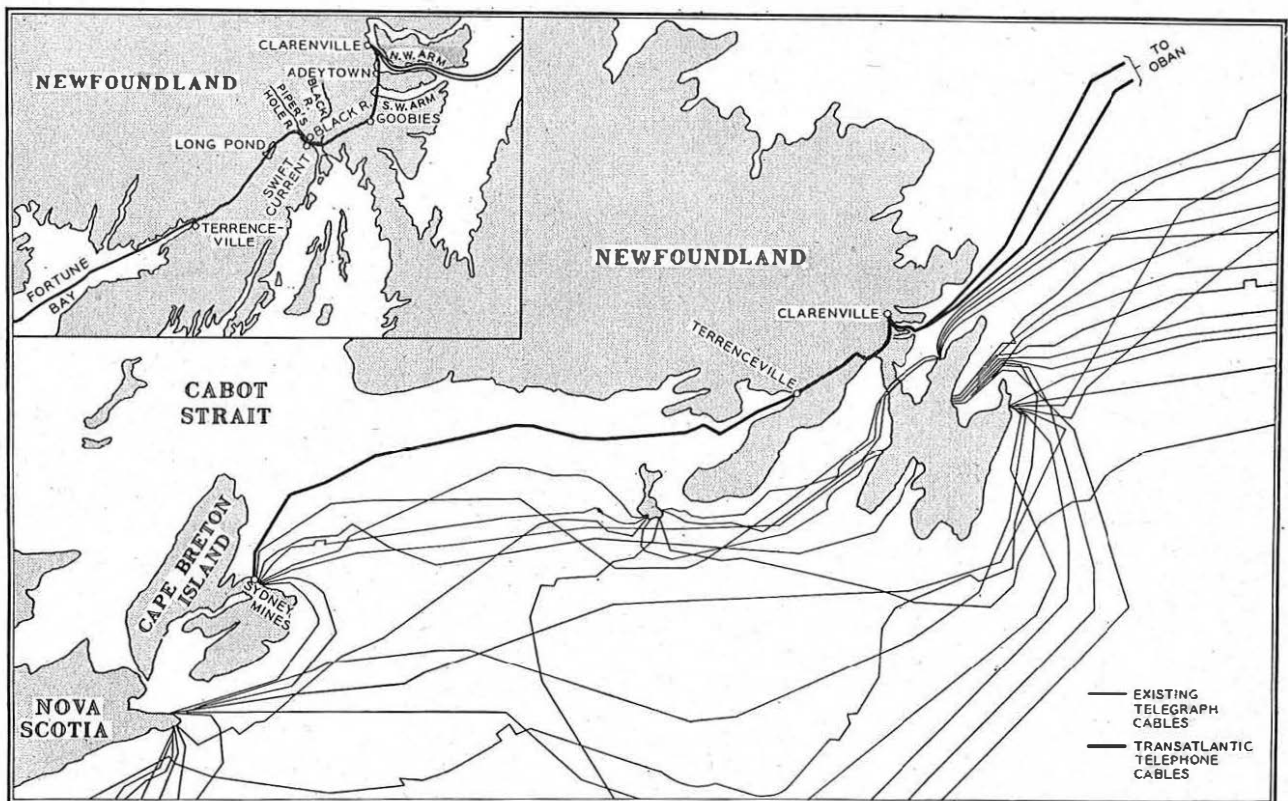 NEWFOUNDLAND
CLARENVILLE
N.W. ARM
ADEYTOWN
S.W. ARM
GOOBIES
BLACK R.
BLACK R.
PIPER'S
HOLE R.
LONG POND
SWIFT
CURRENT
TERRENCE-
VILLE
FORTUNE
BAY
TO
OBAN
NEWFOUNDLAND
CLARENVILLE
TERRENCEVILLE
CABOT
STRAIT
CAPE BRETON
ISLAND
SYDNEY
MINES
NOVA
SCOTIA
EXISTING
TELEGRAPH
CABLES
TRANSATLANTIC
TELEPHONE
CABLES